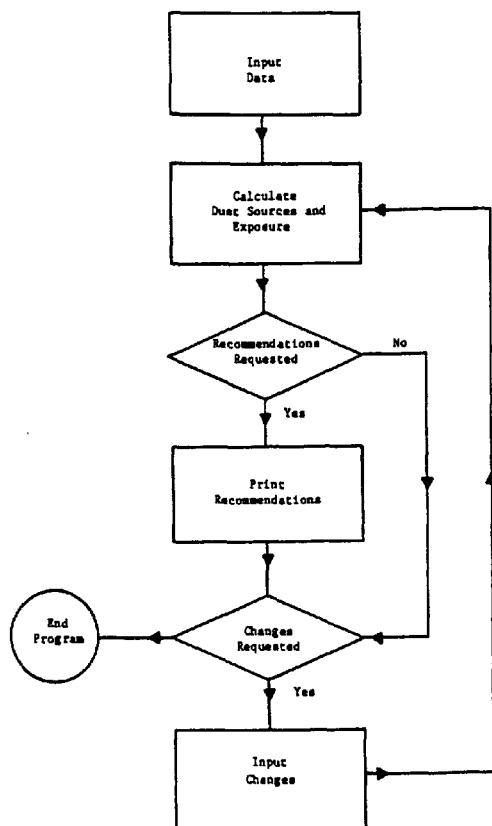 Input
Data
Calculate
Dust Sources and
Exposure
Recommendations
Requested
No
Yes
Print
Recommendations
End
Program
Changes
Requested
Yes
Input
Changes